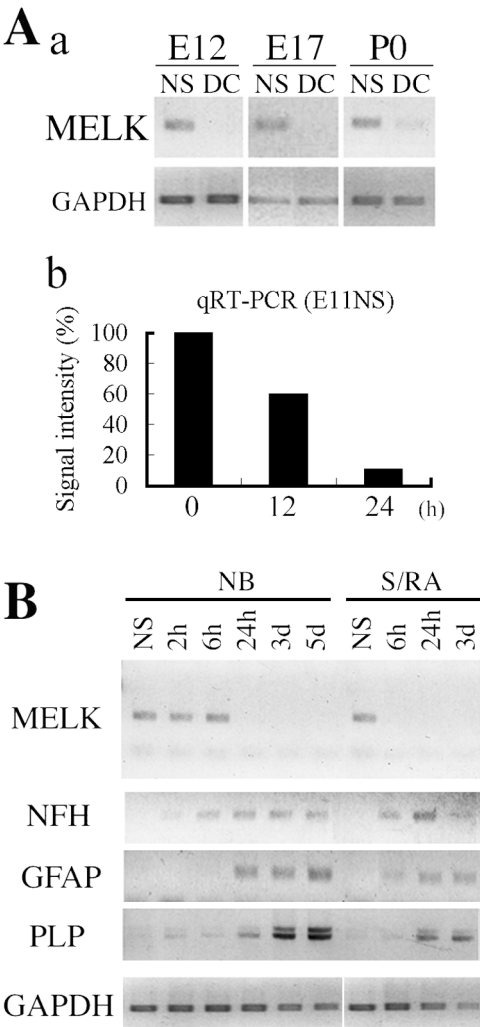 A a
E12 E17 P0
NS DC NS DC NS DC
MELK
GAPDH
b
qRT-PCR (E11NS)
Signal intensity (%)
100
80
60
40
20
0
0 12 24 (h)
B
NB S/RA
NS 2h 6h 24h 3d 5d NS 6h 24h 3d
MELK
NFH
GFAP
PLP
GAPDH